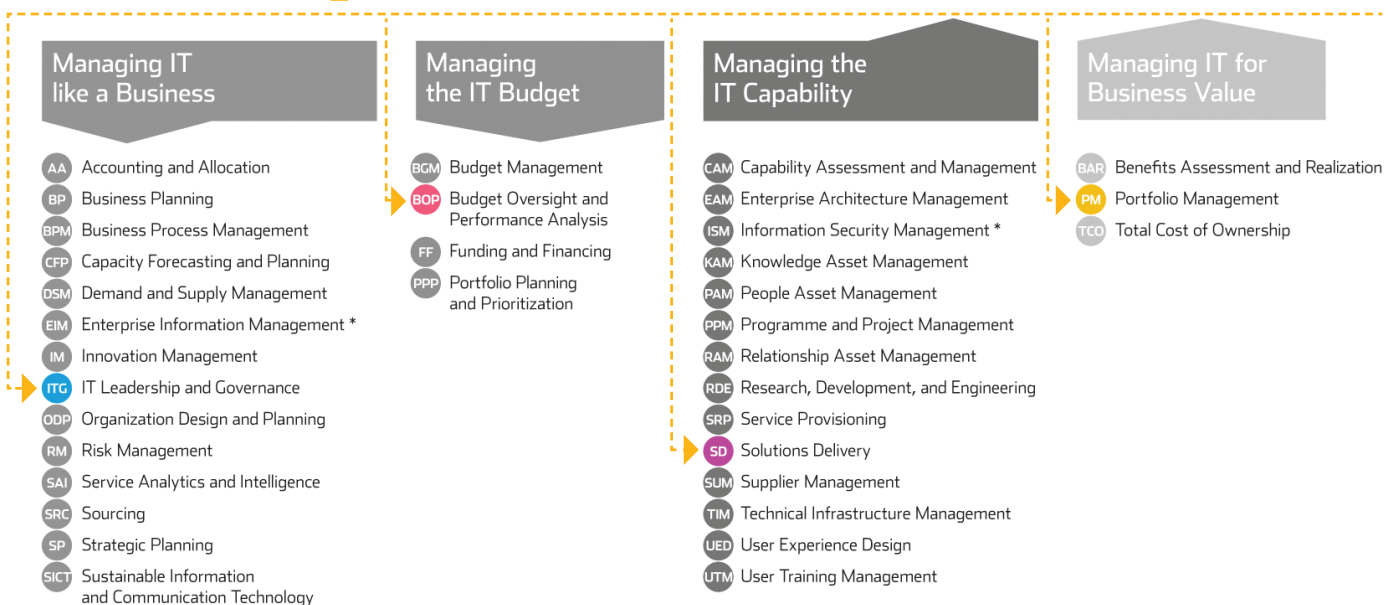 Managing IT
like a Business
AA Accounting and Allocation
BP Business Planning
BPM Business Process Management
CFP Capacity Forecasting and Planning
DSM Demand and Supply Management
EIM Enterprise Information Management *
IM Innovation Management
ITG IT Leadership and Governance
ODP Organization Design and Planning
RM Risk Management
SAI Service Analytics and Intelligence
SRC Sourcing
SP Strategic Planning
SICT Sustainable Information
and Communication Technology
Managing
the IT Budget
BGM Budget Management
BOP Budget Oversight and
Performance Analysis
FF Funding and Financing
PPP Portfolio Planning
and Prioritization
Managing the
IT Capability
CAM Capability Assessment and Management
EAM Enterprise Architecture Management
ISM Information Security Management *
KAM Knowledge Asset Management
PAM People Asset Management
PPM Programme and Project Management
RAM Relationship Asset Management
RDE Research, Development, and Engineering
SRP Service Provisioning
SD Solutions Delivery
SUM Supplier Management
TIM Technical Infrastructure Management
UED User Experience Design
UTM User Training Management
Managing IT for
Business Value
BAR Benefits Assessment and Realization
PM Portfolio Management
TCO Total Cost of Ownership